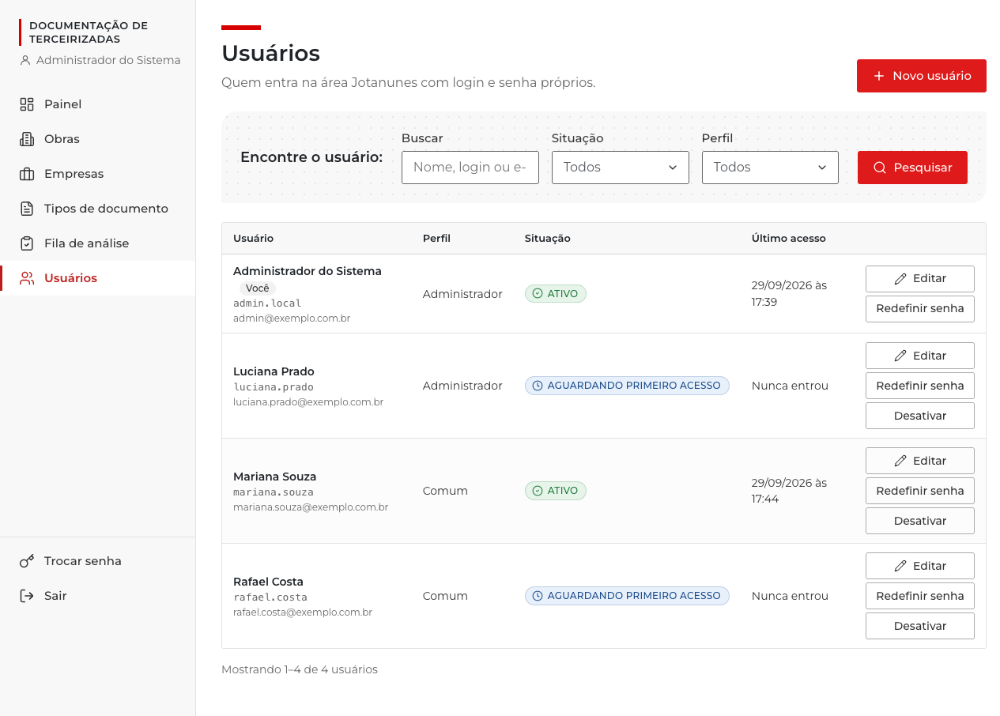 DOCUMENTAÇÃO DE
TERCEIRIZADAS
Administrador do Sistema
Painel
Obras
Empresas
Tipos de documento
Fila de análise
Usuários
Trocar senha
Sair
Usuários
Quem entra na área Jotanunes com login e senha próprios.
Novo usuário
Encontre o usuário:
Buscar
Nome, login ou e-
Situação
Todos
Perfil
Todos
Pesquisar
Usuário Perfil Situação Último acesso
Administrador do Sistema
Você
admin.local
admin@exemplo.com.br
Administrador
ATIVO
29/09/2026 às
17:39
Editar
Redefinir senha
Luciana Prado
luciana.prado
luciana.prado@exemplo.com.br
Administrador
AGUARDANDO PRIMEIRO ACESSO
Nunca entrou
Editar
Redefinir senha
Desativar
Mariana Souza
mariana.souza
mariana.souza@exemplo.com.br
Comum
ATIVO
29/09/2026 às
17:44
Editar
Redefinir senha
Desativar
Rafael Costa
rafael.costa
rafael.costa@exemplo.com.br
Comum
AGUARDANDO PRIMEIRO ACESSO
Nunca entrou
Editar
Redefinir senha
Desativar
Mostrando 1–4 de 4 usuários